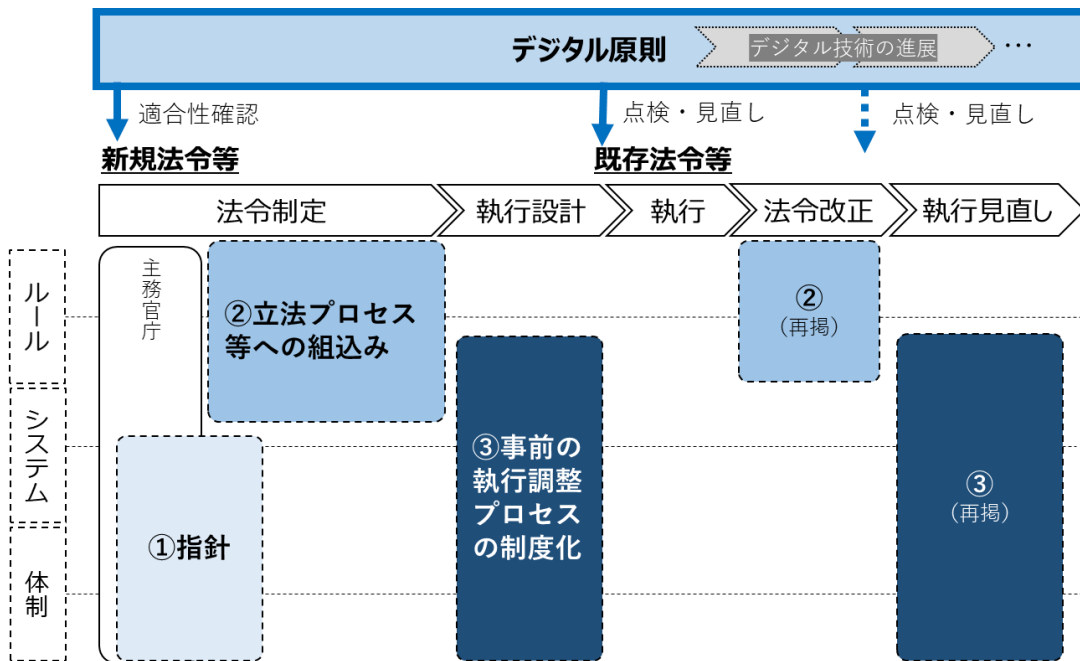 デジタル原則
デジタル技術の進展
…
適合性確認
点検・見直し
点検・見直し
新規法令等
既存法令等
法令制定
執行設計
執行
法令改正
執行見直し
ルール
システム
体制
主務官庁
②立法プロセス
等への組込み
①指針
③事前の
執行調整
プロセス
の制度化
②
（再掲）
③
（再掲）